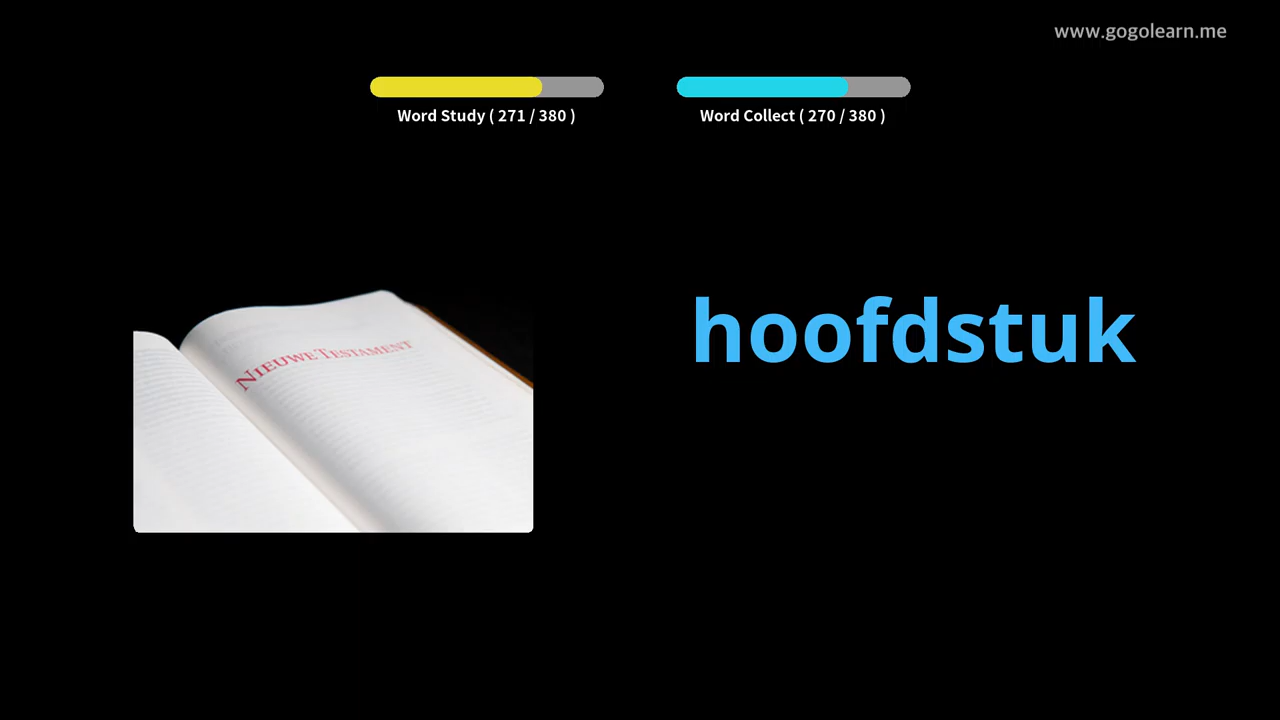 www.gogolearn.me
Word Study ( 271 / 380 )
Word Collect ( 270 / 380 )
hoofdstuk
NIEUWE TESTAMENT